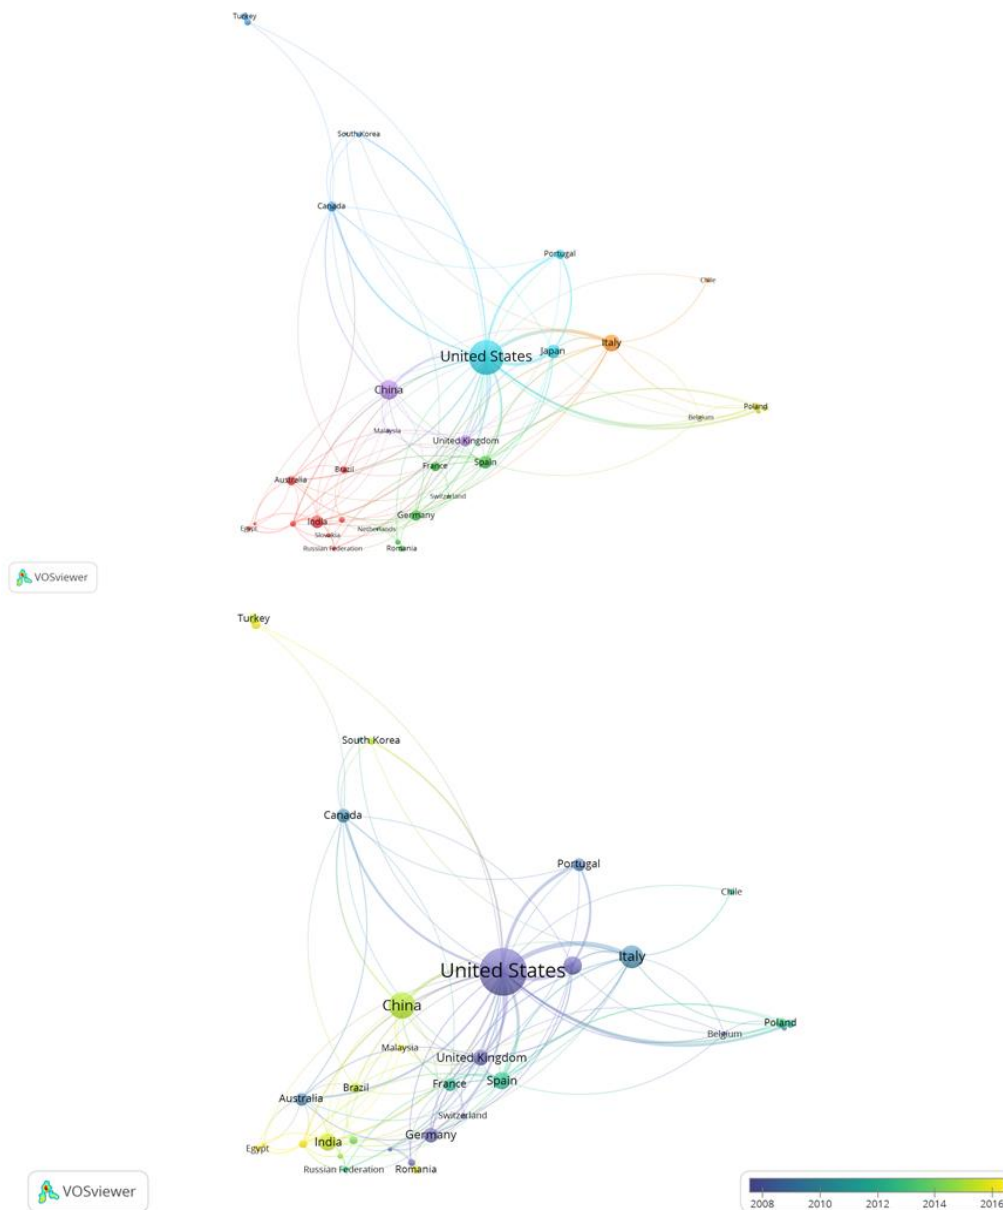 Turkey
South Korea
Canada
Portugal
Chile
Italy
Japan
United States
China
Poland
Belgium
Malaysia
United Kingdom
Spain
France
Brazil
Australia
Switzerland
Germany
India
Egypt
Netherlands
Slovakia
Russian Federation
Romania
VOSviewer
Turkey
South Korea
Canada
Portugal
Chile
Italy
United States
China
Poland
Belgium
Malaysia
United Kingdom
Spain
France
Brazil
Australia
Switzerland
Germany
India
Egypt
Russian Federation
Romania
VOSviewer
2008 2010 2012 2014 2016